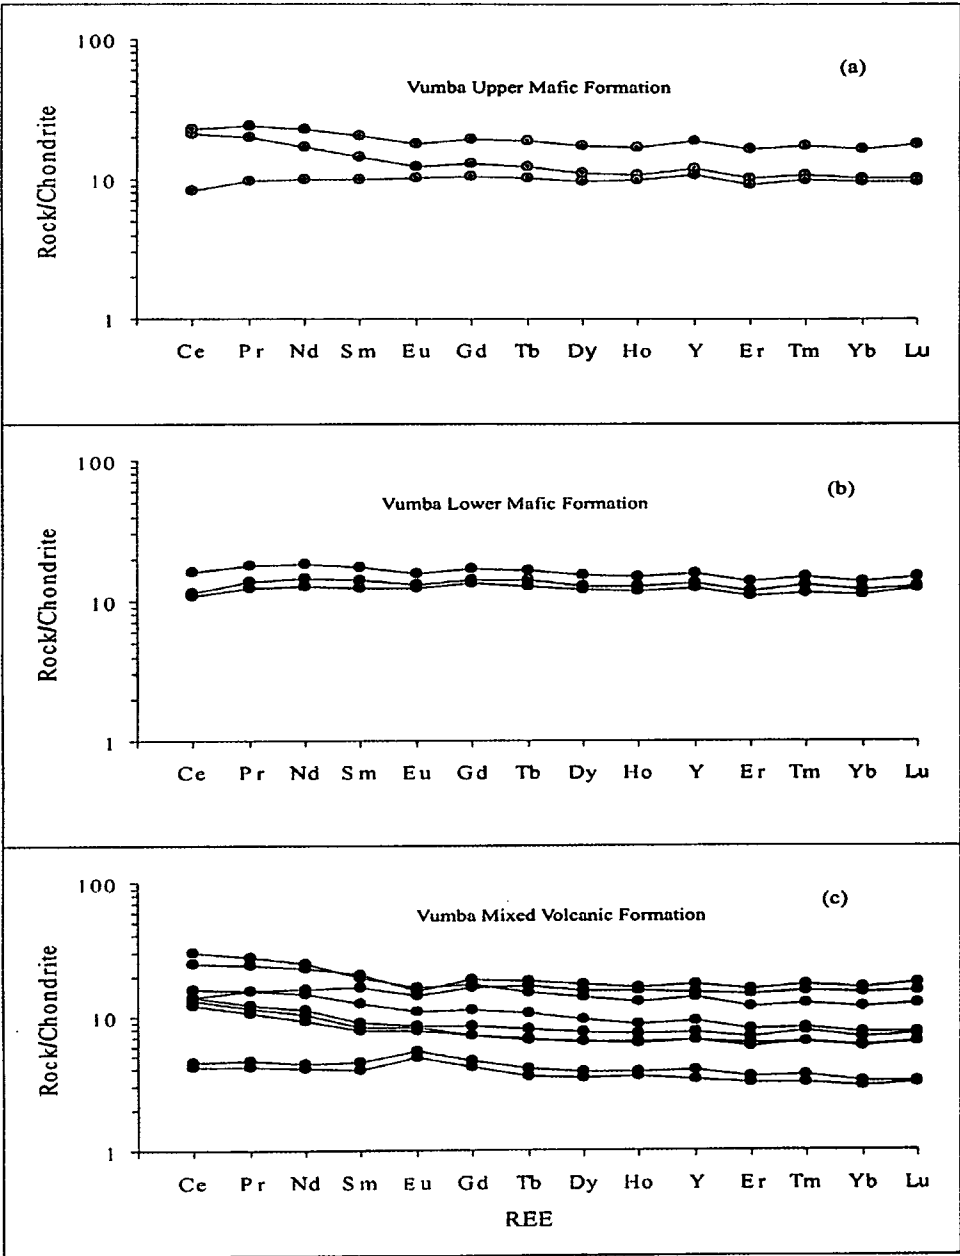 (a)
Vumba Upper Mafic Formation
100
10
1
Rock/Chondrite
Ce Pr Nd Sm Eu Gd Tb Dy Ho Y Er Tm Yb Lu
(b)
Vumba Lower Mafic Formation
100
10
1
Rock/Chondrite
Ce Pr Nd Sm Eu Gd Tb Dy Ho Y Er Tm Yb Lu
(c)
Vumba Mixed Volcanic Formation
100
10
1
Rock/Chondrite
Ce Pr Nd Sm Eu Gd Tb Dy Ho Y Er Tm Yb Lu
REE